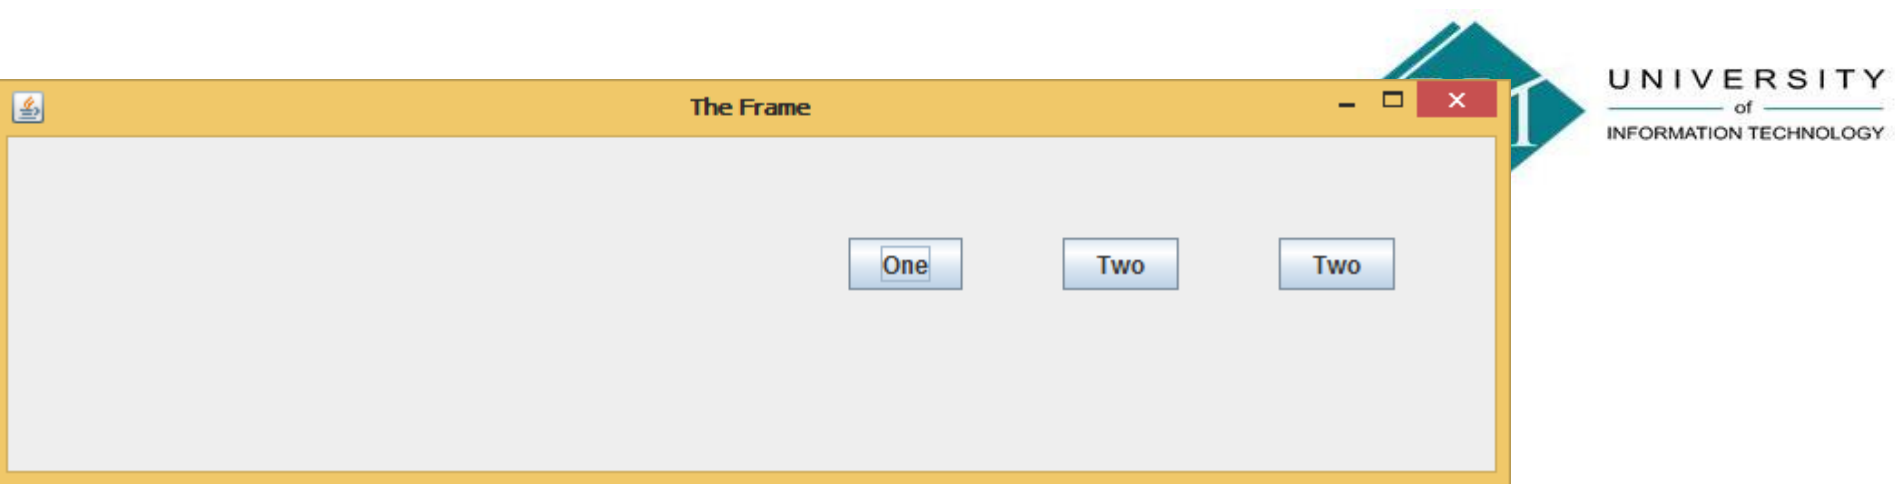 The Frame
UNIVERSITY
of
INFORMATION TECHNOLOGY
One Two Two